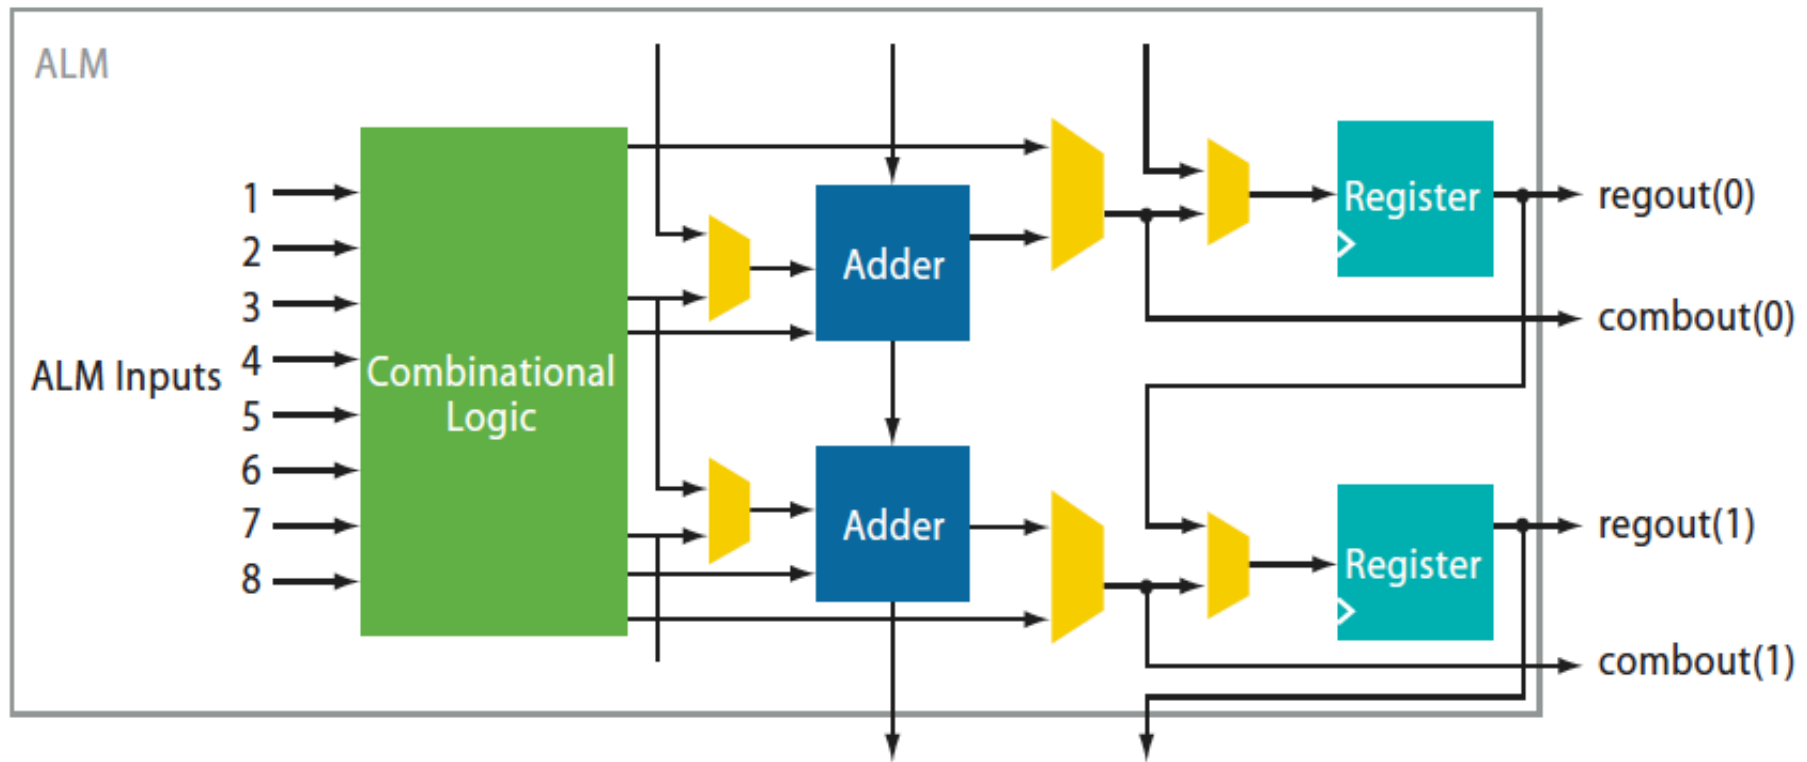 ALM
1
2
3
ALM Inputs
4
5
6
7
8
Combinational
Logic
Adder
Adder
Register
Register
regout(0)
combout(0)
regout(1)
combout(1)